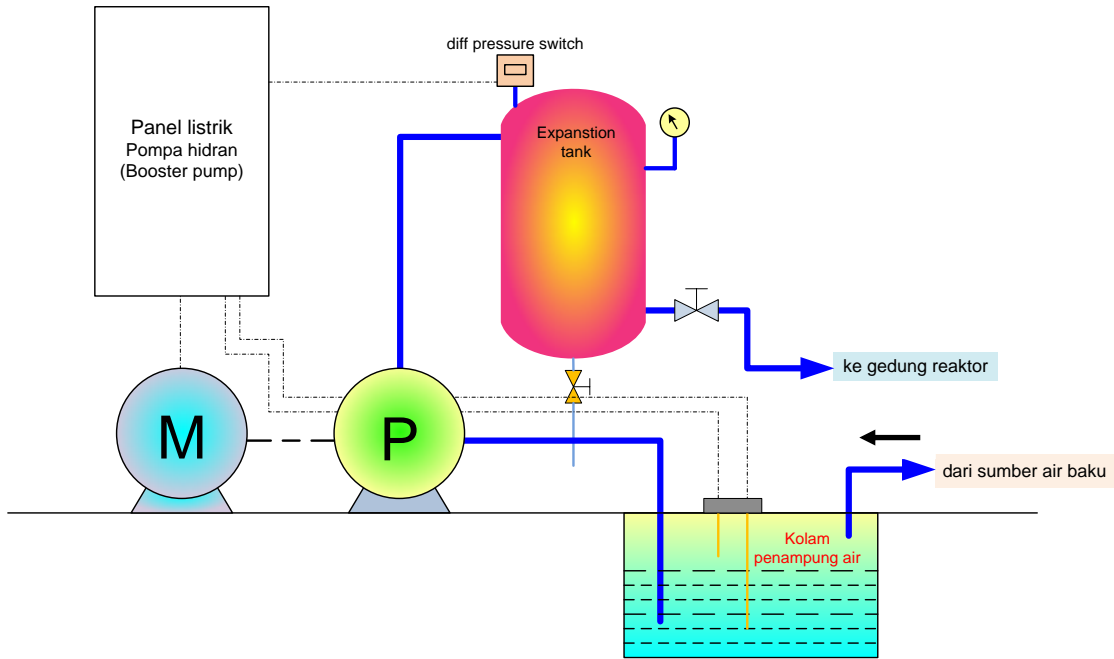 diff pressure switch
Panel listrik
Pompa hidran
(Booster pump)
Expanstion
tank
ke gedung reaktor
M
P
dari sumber air baku
Kolam
penampung air